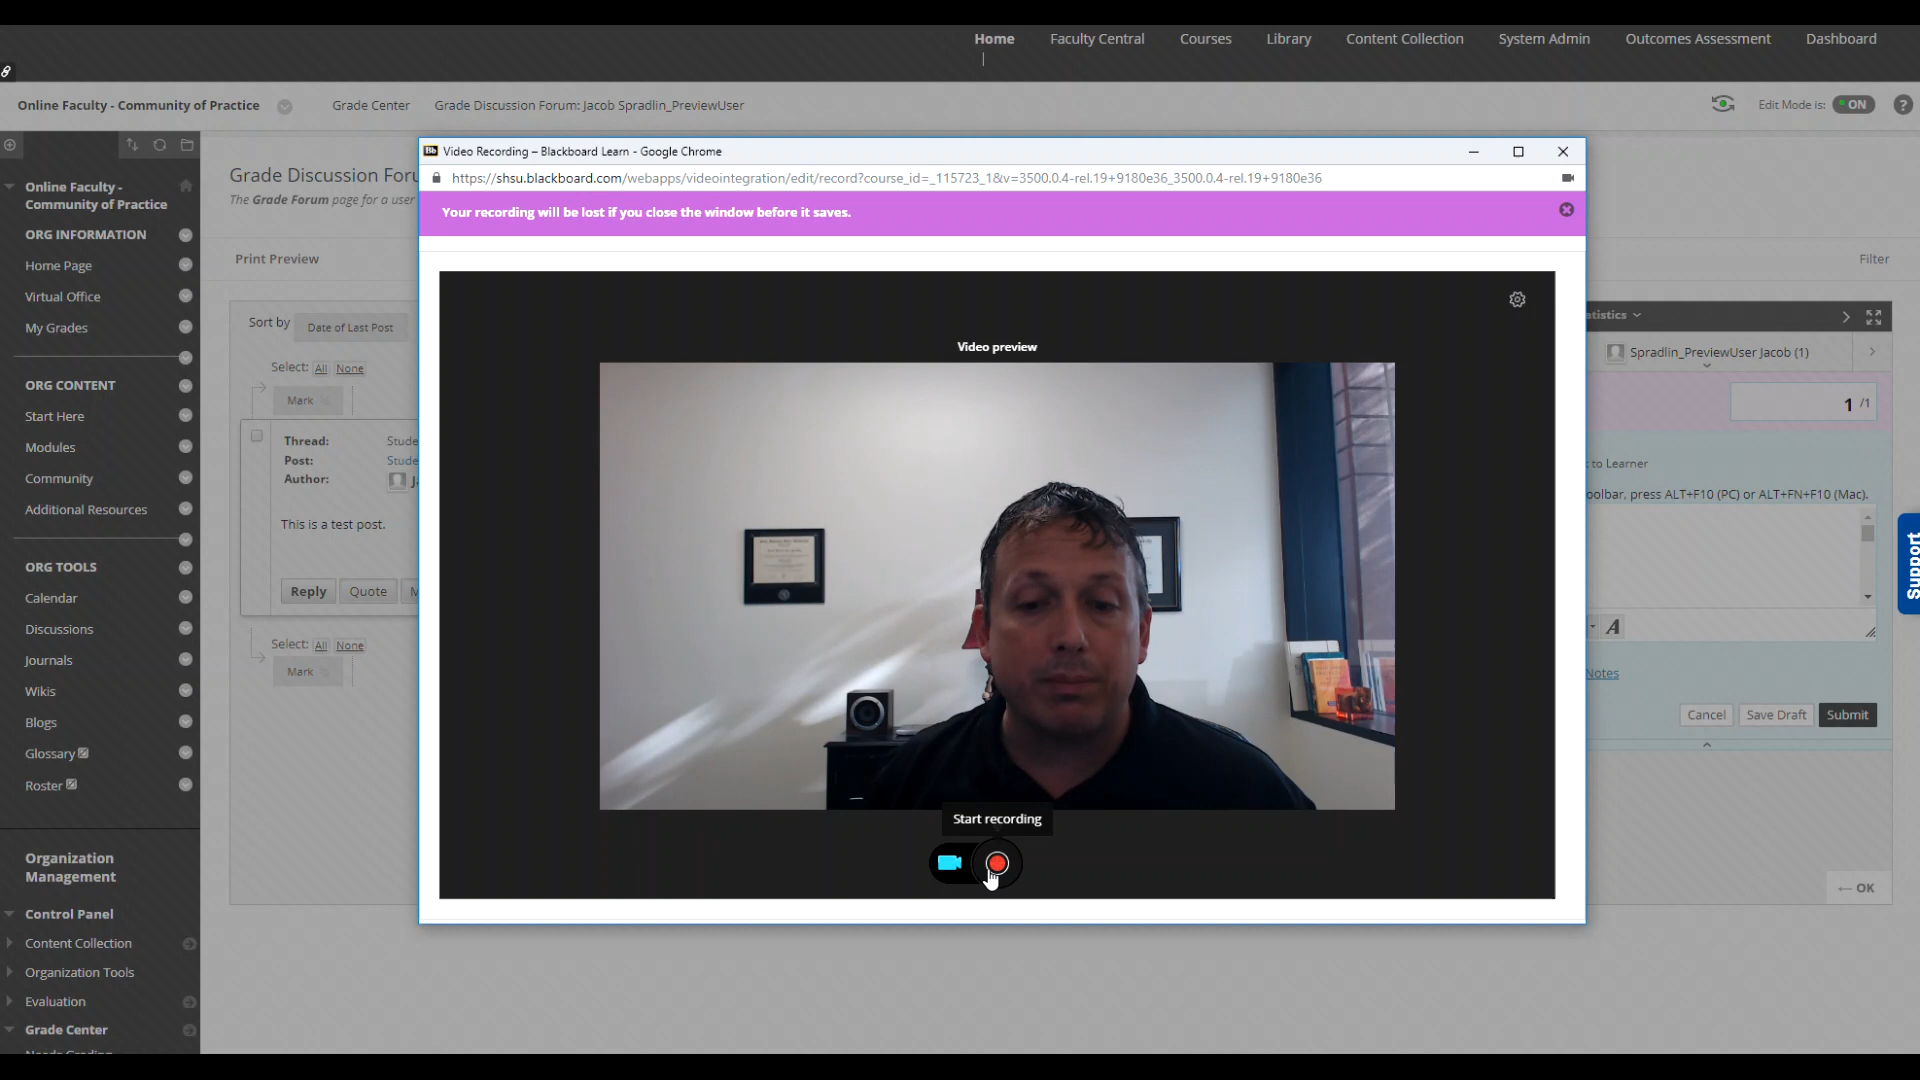 Home
Faculty Central
Courses
Library
Content Collection
System Admin
Outcomes Assessment
Dashboard
Online Faculty - Community of Practice
Grade Center
Grade Discussion Forum: Jacob Spradlin_PreviewUser
Edit Mode is:
ON
?
Online Faculty -
Community of Practice
ORG INFORMATION
Home Page
Virtual Office
My Grades
ORG CONTENT
Start Here
Modules
Community
Additional Resources
ORG TOOLS
Calendar
Discussions
Journals
Wikis
Blogs
Glossary
Roster
Organization
Management
Control Panel
Content Collection
Organization Tools
Evaluation
Grade Center
Grade Discussion
The Grade Forum page for a user
Print Preview
Filter
Sort by
Date of Last Post
Select: All None
Mark
Thread:
Post:
Author:
This is a test post.
Reply
Quote
Select: All None
Mark
Bb
Video Recording – Blackboard Learn - Google Chrome
https://shsu.blackboard.com/webapps/videointegration/edit/record?course_id=_115723_1&v=3500.0.4-rel.19+9180e36_3500.0.4-rel.19+9180e36
Your recording will be lost if you close the window before it saves.
Video preview
Start recording
Spradlin_PreviewUser Jacob (1)
1 /1
to Learner
press ALT+F10 (PC) or ALT+FN+F10 (Mac).
A
Notes
Cancel
Save Draft
Submit
← OK
Support